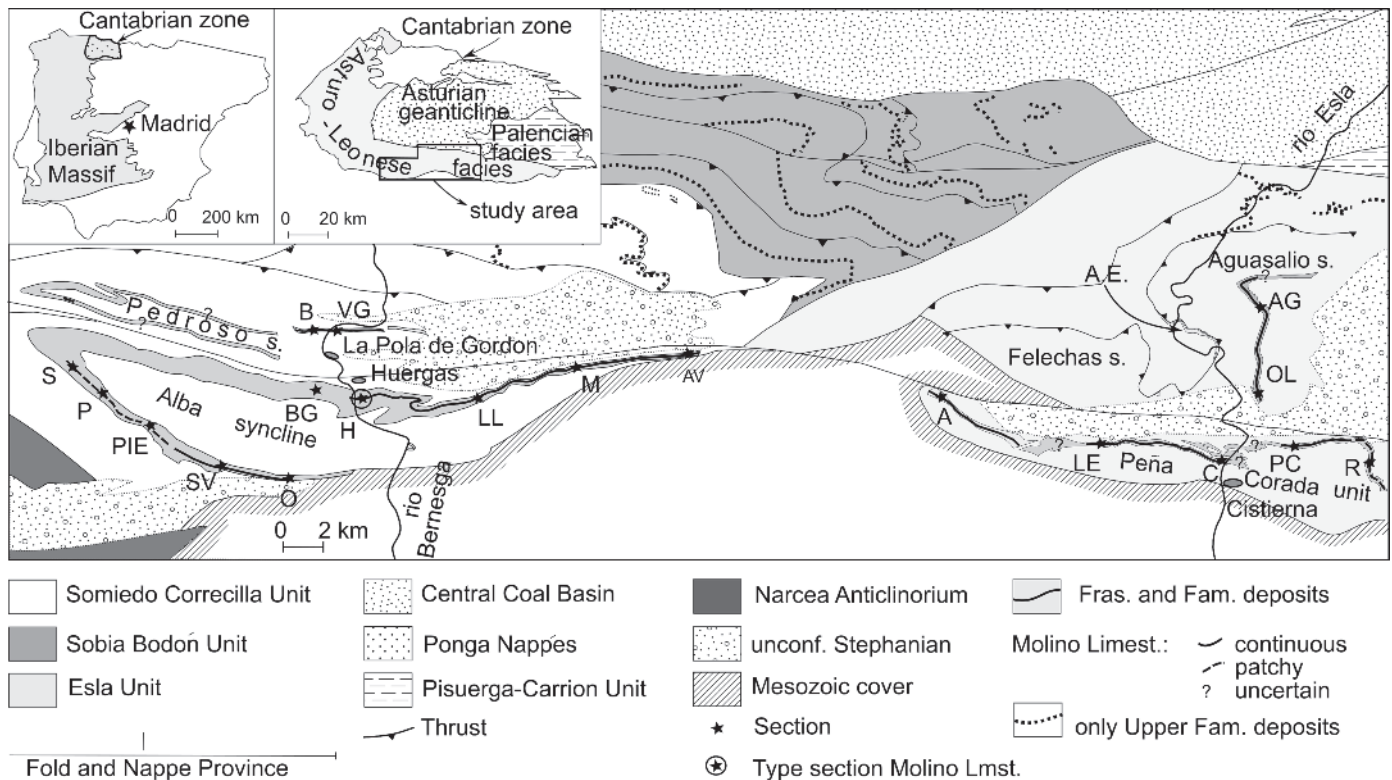 Cantabrian zone
Madrid
Iberian
Massif
0 200 km
Cantabrian zone
Asturo
-Leonese facies
Asturian
geanticline
Palencian
facies
study area
0 20 km
rio Esla
A.E.
Aguasalio s.
?
AG
OL
Felechas s.
Pedroso s.
?
?
B
VG
La Pola de Gordon
Huergas
S
P
PIE
SV
O
Alba
syncline
BG
H
LL
M
AV
rio
Bernesga
0 2 km
A
?
LE
Peña
?
C
?
?
PC
Corada
R
unit
Cistierna
Somiedo Correcilla Unit
Sobia Bodón Unit
Esla Unit
Fold and Nappe Province
Central Coal Basin
Ponga Nappes
Pisuerga-Carrion Unit
Thrust
Narcea Anticlinorium
unconf. Stephanian
Mesozoic cover
Section
Type section Molino Lmst.
Fras. and Fam. deposits
Molino Limest.:
continuous
patchy
? uncertain
only Upper Fam. deposits